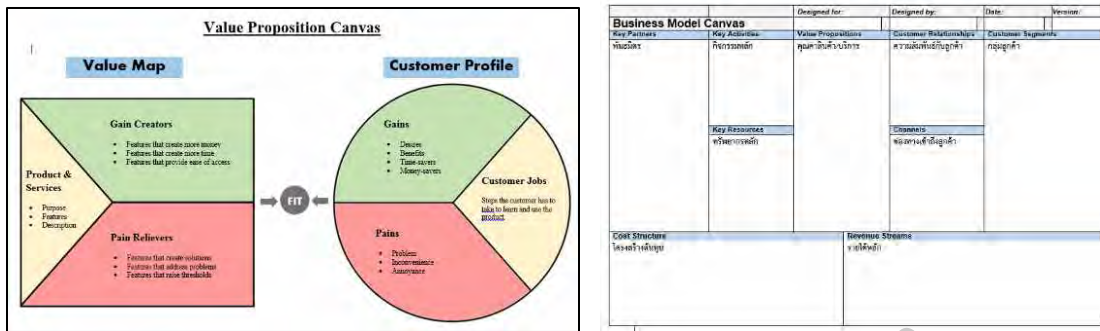 Value Proposition Canvas
Value Map
Customer Profile
Gain Creators
• Features that create more money
• Features that create more time
• Features that provide ease of access
Product &
Services
• Purpose
• Features
• Description
Pain Relievers
• Features that create solutions
• Features that address problems
• Features that raise thresholds
FIT
Gains
• Desires
• Benefits
• Time-savers
• Money-savers
Customer Jobs
Steps the customer has to
take to learn and use the
product.
Pains
• Problem
• Inconvenience
• Annoyance
Designed for:
Designed by:
Date:
Version:
Business Model Canvas
Key Partners
พันธมิตร
Key Activities
กิจกรรมหลัก
Value Propositions
คุณค่าสินค้า/บริการ
Customer Relationships
ความสัมพันธ์กับลูกค้า
Customer Segments
กลุ่มลูกค้า
Key Resources
ทรัพยากรหลัก
Channels
ช่องทางเข้าถึงลูกค้า
Cost Structure
โครงสร้างต้นทุน
Revenue Streams
รายได้หลัก